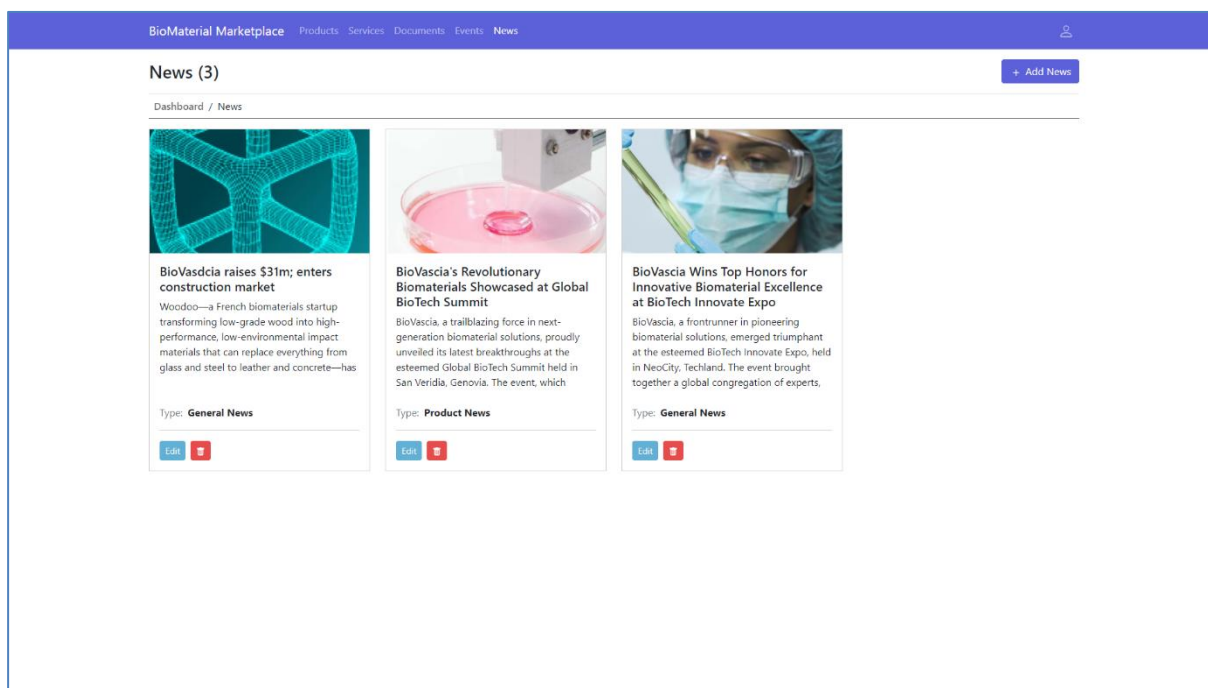 BioMaterial Marketplace Products Services Documents Events News
News (3)
+ Add News
Dashboard / News
BioVasdcia raises $31m; enters
construction market
Woodoo—a French biomaterials startup
transforming low-grade wood into high-
performance, low-environmental impact
materials that can replace everything from
glass and steel to leather and concrete—has
Type: General News
Edit
BioVascia's Revolutionary
Biomaterials Showcased at Global
BioTech Summit
BioVascia, a trailblazing force in next-
generation biomaterial solutions, proudly
unveiled its latest breakthroughs at the
esteemed Global BioTech Summit held in
San Veridia, Genovia. The event, which
Type: Product News
Edit
BioVascia Wins Top Honors for
Innovative Biomaterial Excellence
at BioTech Innovate Expo
BioVascia, a frontrunner in pioneering
biomaterial solutions, emerged triumphant
at the esteemed BioTech Innovate Expo, held
in NeoCity, Techland. The event brought
together a global congregation of experts,
Type: General News
Edit